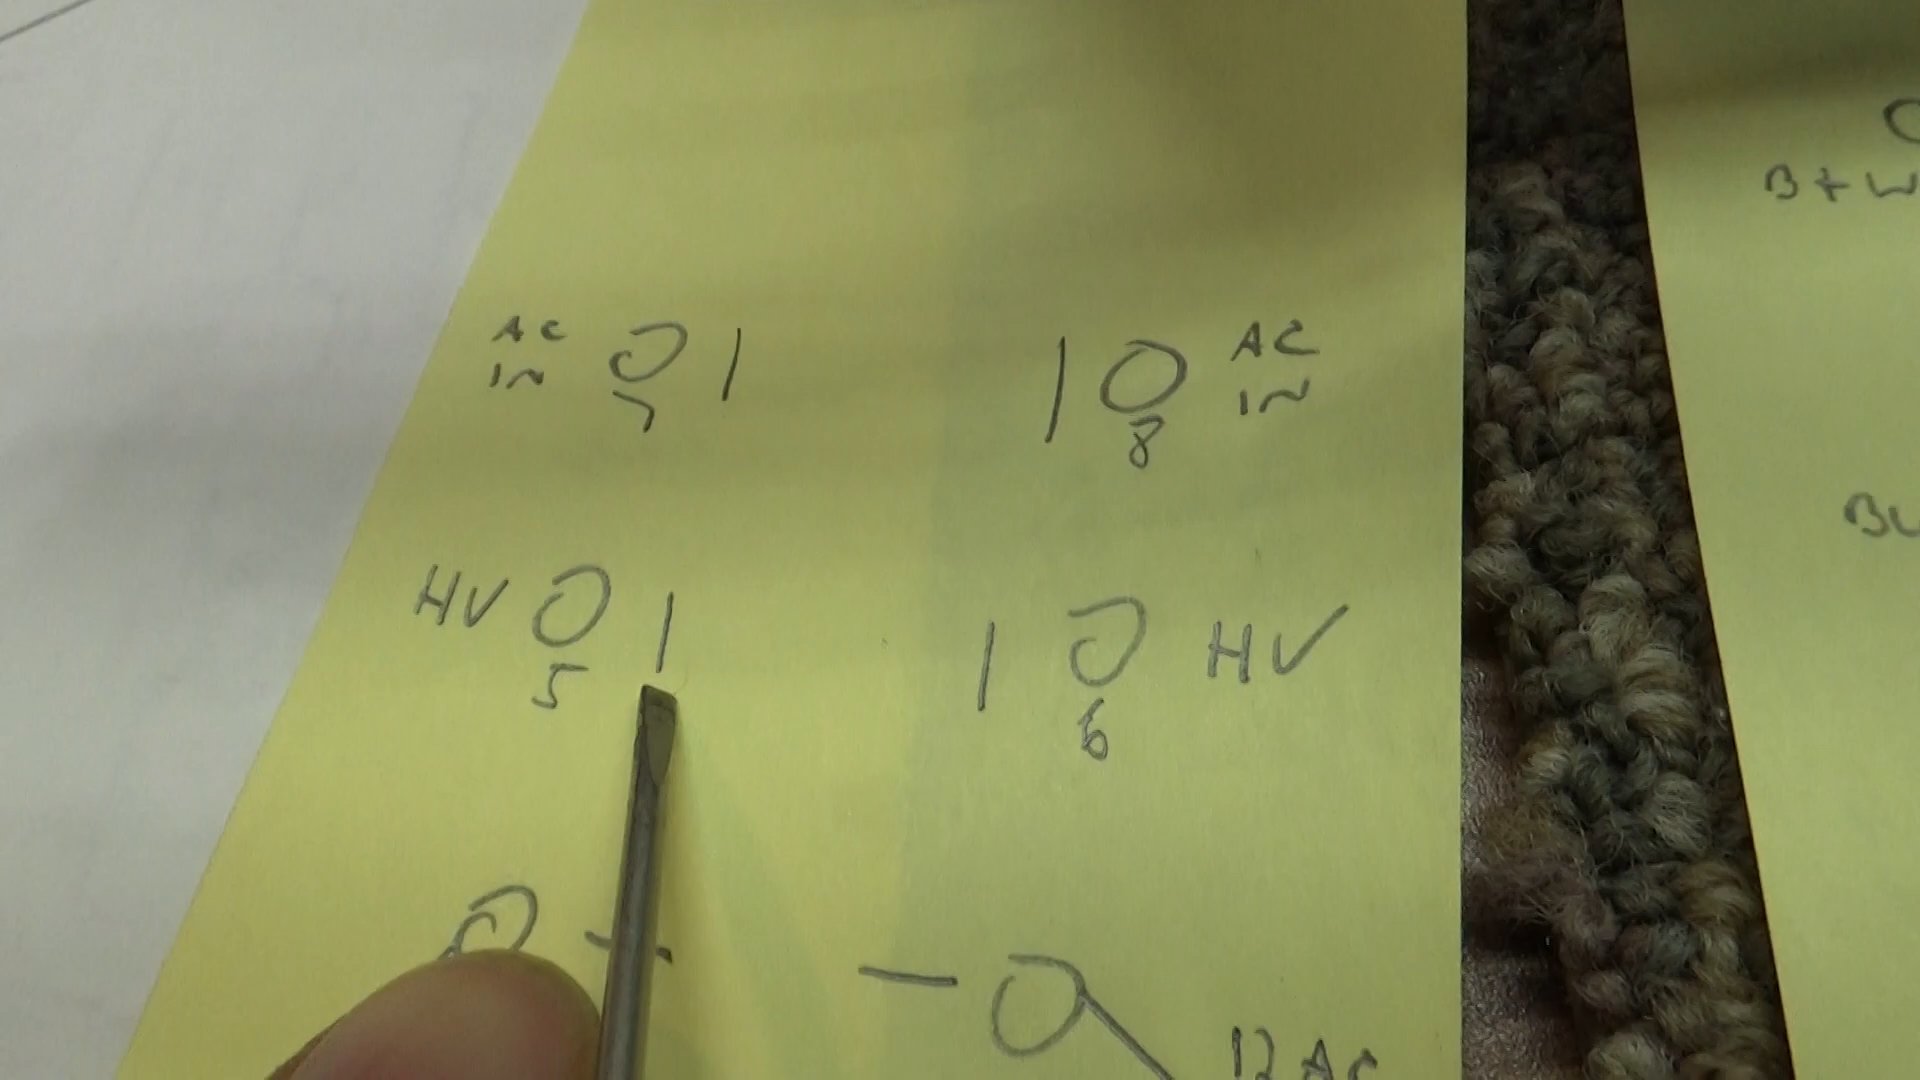 AC O | | O AC
IN 7 8 IN
HV O | | O HV
5 6
O — — O
12 AC
B+W